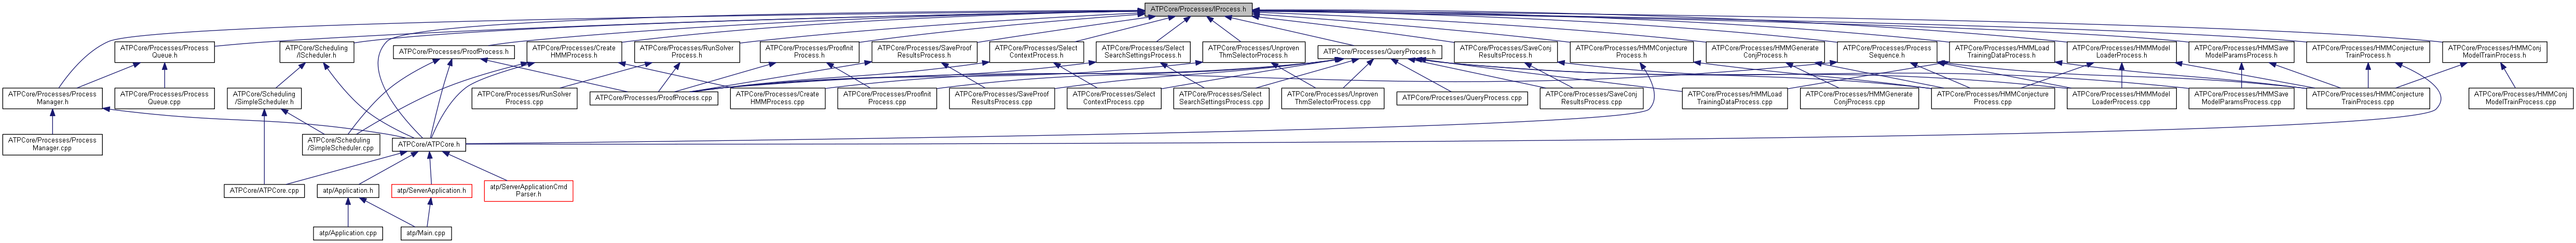 ATPCore/Processes/IProcess.h
ATPCore/Processes/Process
Queue.h
ATPCore/Scheduling
/IScheduler.h
ATPCore/Processes/ProofProcess.h
ATPCore/Processes/Create
HMMProcess.h
ATPCore/Processes/RunSolver
Process.h
ATPCore/Processes/ProofInit
Process.h
ATPCore/Processes/SaveProof
ResultsProcess.h
ATPCore/Processes/Select
ContextProcess.h
ATPCore/Processes/Select
SearchSettingsProcess.h
ATPCore/Processes/Unproven
ThmSelectorProcess.h
ATPCore/Processes/QueryProcess.h
ATPCore/Processes/SaveConj
ResultsProcess.h
ATPCore/Processes/HMMConjecture
Process.h
ATPCore/Processes/HMMGenerate
ConjProcess.h
ATPCore/Processes/Process
Sequence.h
ATPCore/Processes/HMMLoad
TrainingDataProcess.h
ATPCore/Processes/HMMModel
LoaderProcess.h
ATPCore/Processes/HMMSave
ModelParamsProcess.h
ATPCore/Processes/HMMConjecture
TrainProcess.h
ATPCore/Processes/HMMConj
ModelTrainProcess.h
ATPCore/Processes/Process
Manager.h
ATPCore/Processes/Process
Queue.cpp
ATPCore/Scheduling
/SimpleScheduler.h
ATPCore/Processes/RunSolver
Process.cpp
ATPCore/Processes/ProofProcess.cpp
ATPCore/Processes/Create
HMMProcess.cpp
ATPCore/Processes/ProofInit
Process.cpp
ATPCore/Processes/SaveProof
ResultsProcess.cpp
ATPCore/Processes/Select
ContextProcess.cpp
ATPCore/Processes/Select
SearchSettingsProcess.cpp
ATPCore/Processes/Unproven
ThmSelectorProcess.cpp
ATPCore/Processes/QueryProcess.cpp
ATPCore/Processes/SaveConj
ResultsProcess.cpp
ATPCore/Processes/HMMLoad
TrainingDataProcess.cpp
ATPCore/Processes/HMMGenerate
ConjProcess.cpp
ATPCore/Processes/HMMConjecture
Process.cpp
ATPCore/Processes/HMMModel
LoaderProcess.cpp
ATPCore/Processes/HMMSave
ModelParamsProcess.cpp
ATPCore/Processes/HMMConjecture
TrainProcess.cpp
ATPCore/Processes/HMMConj
ModelTrainProcess.cpp
ATPCore/Processes/Process
Manager.cpp
ATPCore/Scheduling
/SimpleScheduler.cpp
ATPCore/ATPCore.h
ATPCore/ATPCore.cpp
atp/Application.h
atp/ServerApplication.h
atp/ServerApplicationCmd
Parser.h
atp/Application.cpp
atp/Main.cpp